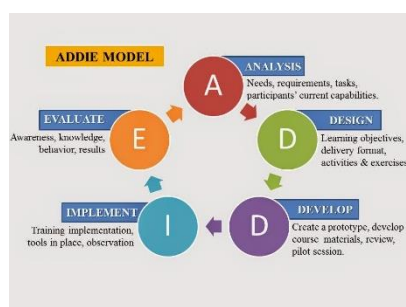 ADDIE MODEL
A
ANALYSIS
Needs, requirements, tasks,
participants' current capabilities.
D
DESIGN
Learning objectives,
delivery format,
activities & exercises
D
DEVELOP
Create a prototype, develop
course materials, review,
pilot session.
I
IMPLEMENT
Training implementation,
tools in place, observation
E
EVALUATE
Awareness, knowledge,
behavior, results